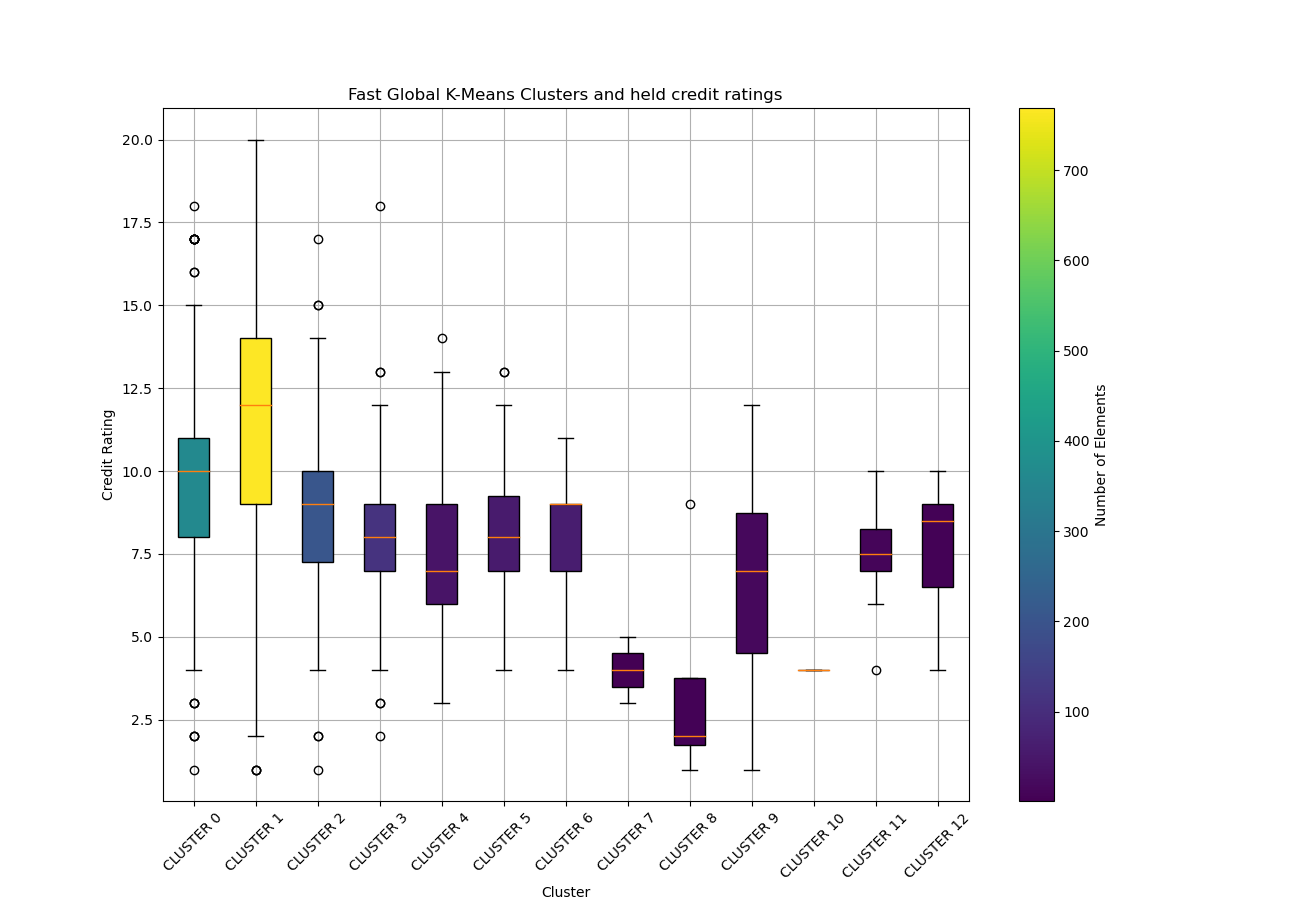 Fast Global K-Means Clusters and held credit ratings
20.0
17.5
15.0
12.5
10.0
7.5
5.0
2.5
Credit Rating
CLUSTER 0
CLUSTER 1
CLUSTER 2
CLUSTER 3
CLUSTER 4
CLUSTER 5
CLUSTER 6
CLUSTER 7
CLUSTER 8
CLUSTER 9
CLUSTER 10
CLUSTER 11
CLUSTER 12
Cluster
700
600
500
400
300
200
100
Number of Elements